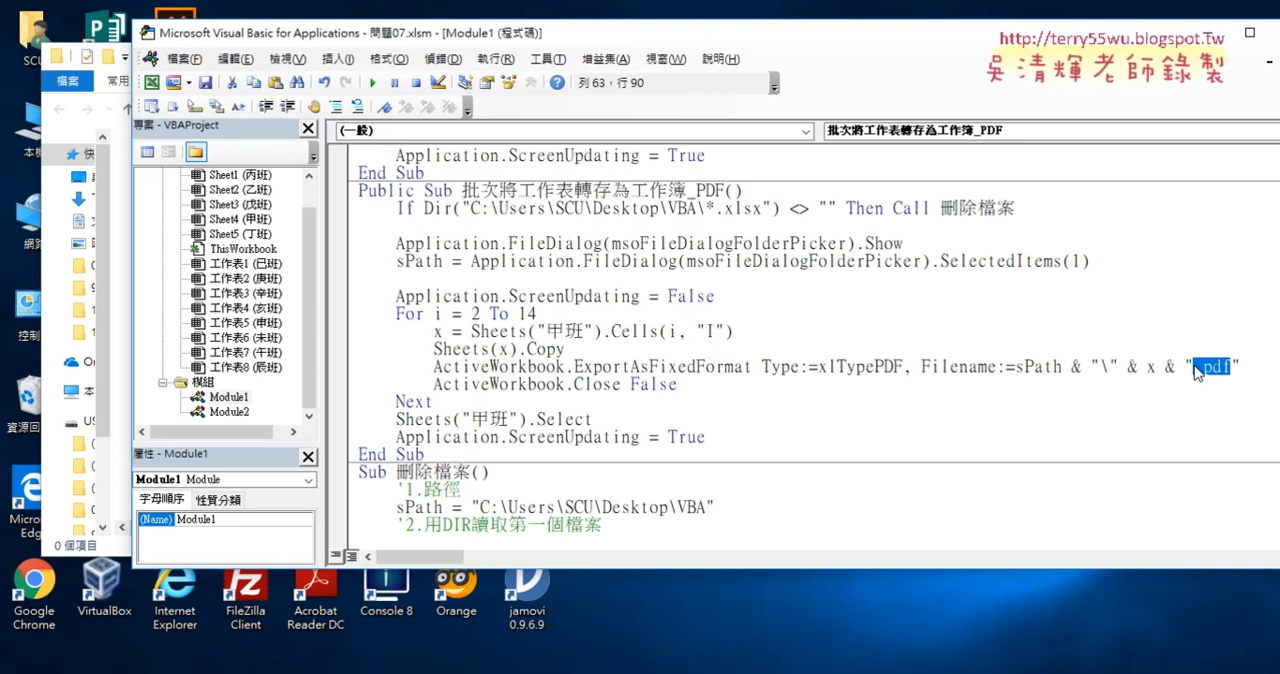 Microsoft Visual Basic for Applications - 問題07.xlsm - [Module1 (程式碼)]
http://terry55wu.blogspot.tw
吳清輝老師錄製
檔案(F) 編輯(E) 檢視(V) 插入(I) 格式(O) 偵錯(D) 執行(R) 工具(T) 增益集(A) 視窗(W) 說明(H)
列 63, 行 90
檔案 常用
專案 - VBAProject
(一般)
批次將工作表轉存為工作簿_PDF
Sheet1 (丙班)
Sheet2 (乙班)
Sheet3 (戊班)
Sheet4 (甲班)
Sheet5 (丁班)
ThisWorkbook
工作表1 (巳班)
工作表2 (庚班)
工作表3 (辛班)
工作表4 (亥班)
工作表5 (申班)
工作表6 (未班)
工作表7 (午班)
工作表8 (辰班)
模組
Module1
Module2
屬性 - Module1
Module1 Module
字母順序 性質分類
(Name) Module1
Application.ScreenUpdating = True
End Sub
Public Sub 批次將工作表轉存為工作簿_PDF()
If Dir("C:\Users\SCU\Desktop\VBA\*.xlsx") <> "" Then Call 刪除檔案
Application.FileDialog(msoFileDialogFolderPicker).Show
sPath = Application.FileDialog(msoFileDialogFolderPicker).SelectedItems(1)
Application.ScreenUpdating = False
For i = 2 To 14
x = Sheets("甲班").Cells(i, "I")
Sheets(x).Copy
ActiveWorkbook.ExportAsFixedFormat Type:=xlTypePDF, Filename:=sPath & "\" & x & ".pdf"
ActiveWorkbook.Close False
Next
Sheets("甲班").Select
Application.ScreenUpdating = True
End Sub
Sub 刪除檔案()
'1.路徑
sPath = "C:\Users\SCU\Desktop\VBA"
'2.用DIR讀取第一個檔案
0 個項目
Google Chrome
VirtualBox
Internet Explorer
FileZilla Client
Acrobat Reader DC
Console 8
Orange
jamovi 0.9.6.9